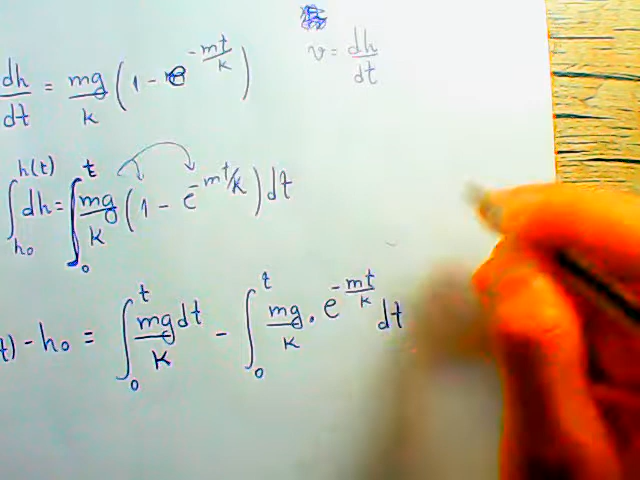 dh/dt = mg/k (1 - e^(-mt/k)) v = dh/dt
∫_{h0}^{h(t)} dh = ∫_0^t mg/k (1 - e^(-mt/k)) dt
t) - h0 = ∫_0^t mg/k dt - ∫_0^t mg/k . e^(-mt/k) dt